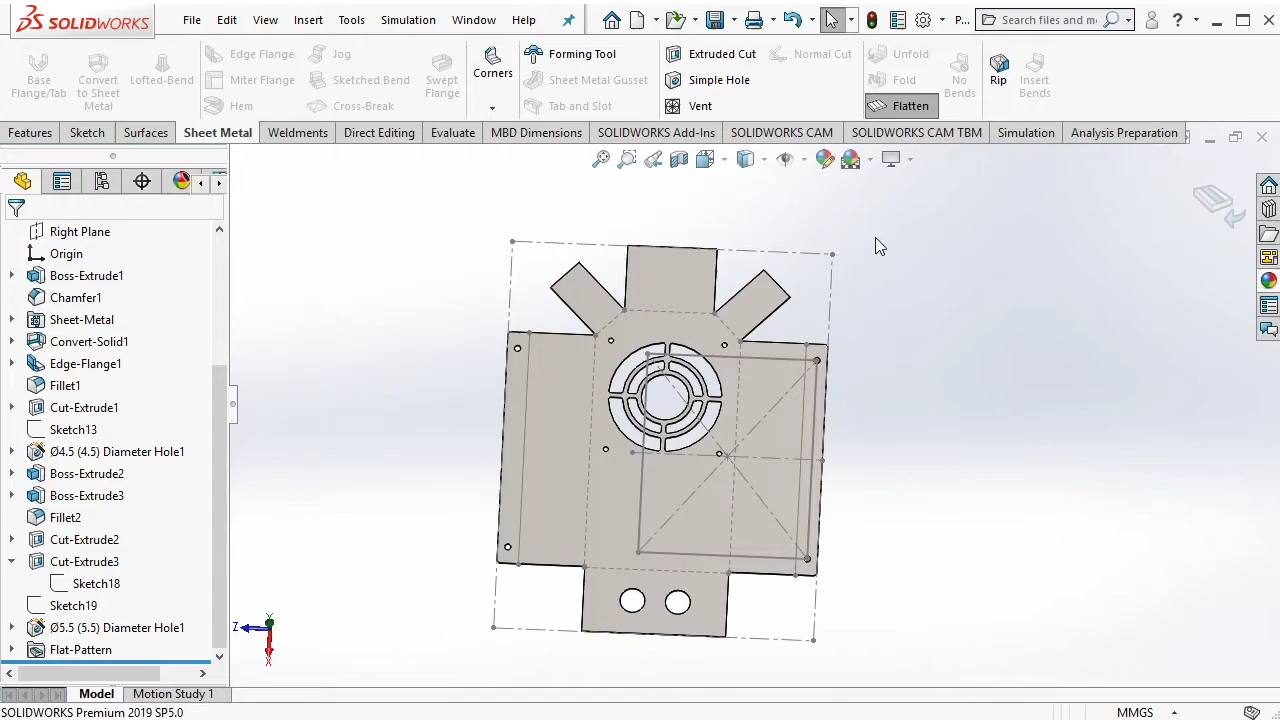 SOLIDWORKS File Edit View Insert Tools Simulation Window Help P... Search files and m ?
Base Flange/Tab
Convert to Sheet Metal
Lofted-Bend
Edge Flange
Miter Flange
Hem
Jog
Sketched Bend
Cross-Break
Swept Flange
Corners
Forming Tool
Sheet Metal Gusset
Tab and Slot
Extruded Cut
Simple Hole
Vent
Normal Cut
Unfold
Fold
Flatten
No Bends
Rip
Insert Bends
Features Sketch Surfaces Sheet Metal Weldments Direct Editing Evaluate MBD Dimensions SOLIDWORKS Add-Ins SOLIDWORKS CAM SOLIDWORKS CAM TBM Simulation Analysis Preparation
Right Plane
Origin
Boss-Extrude1
Chamfer1
Sheet-Metal
Convert-Solid1
Edge-Flange1
Fillet1
Cut-Extrude1
Sketch13
Ø4.5 (4.5) Diameter Hole1
Boss-Extrude2
Boss-Extrude3
Fillet2
Cut-Extrude2
Cut-Extrude3
Sketch18
Sketch19
Ø5.5 (5.5) Diameter Hole1
Flat-Pattern
Z
Y
X
Model Motion Study 1
SOLIDWORKS Premium 2019 SP5.0 MMGS